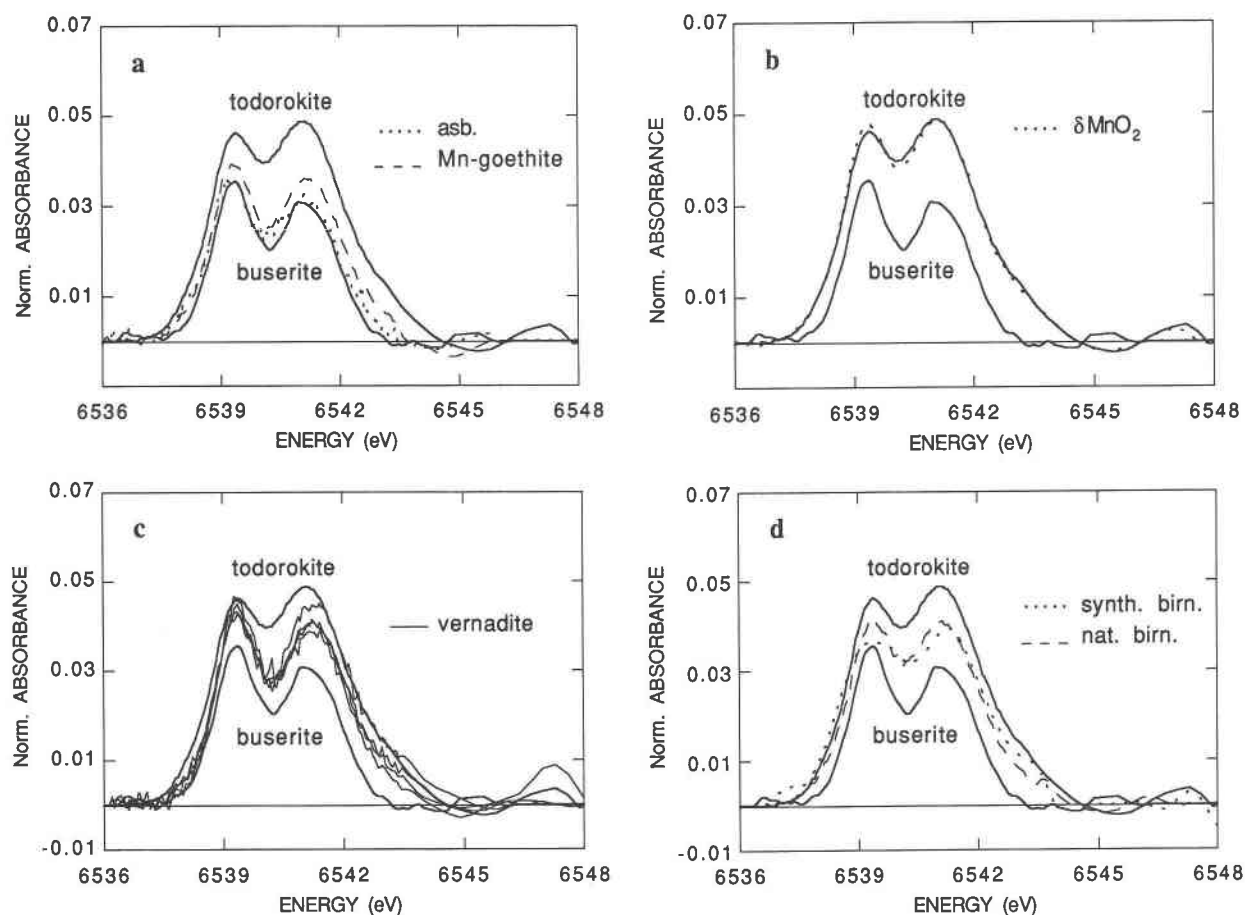 0.07
a
todorokite
asb.
Mn-goethite
0.05
0.03
0.01
buserite
Norm. ABSORBANCE
6536 6539 6542 6545 6548
ENERGY (eV)
0.07
b
todorokite
δMnO2
0.05
0.03
0.01
buserite
Norm. ABSORBANCE
6536 6539 6542 6545 6548
ENERGY (eV)
0.07
c
todorokite
vernadite
0.05
0.03
0.01
-0.01
buserite
Norm. ABSORBANCE
6536 6539 6542 6545 6548
ENERGY (eV)
0.07
d
todorokite
synth. birn.
nat. birn.
0.05
0.03
0.01
-0.01
buserite
Norm. ABSORBANCE
6536 6539 6542 6545 6548
ENERGY (eV)